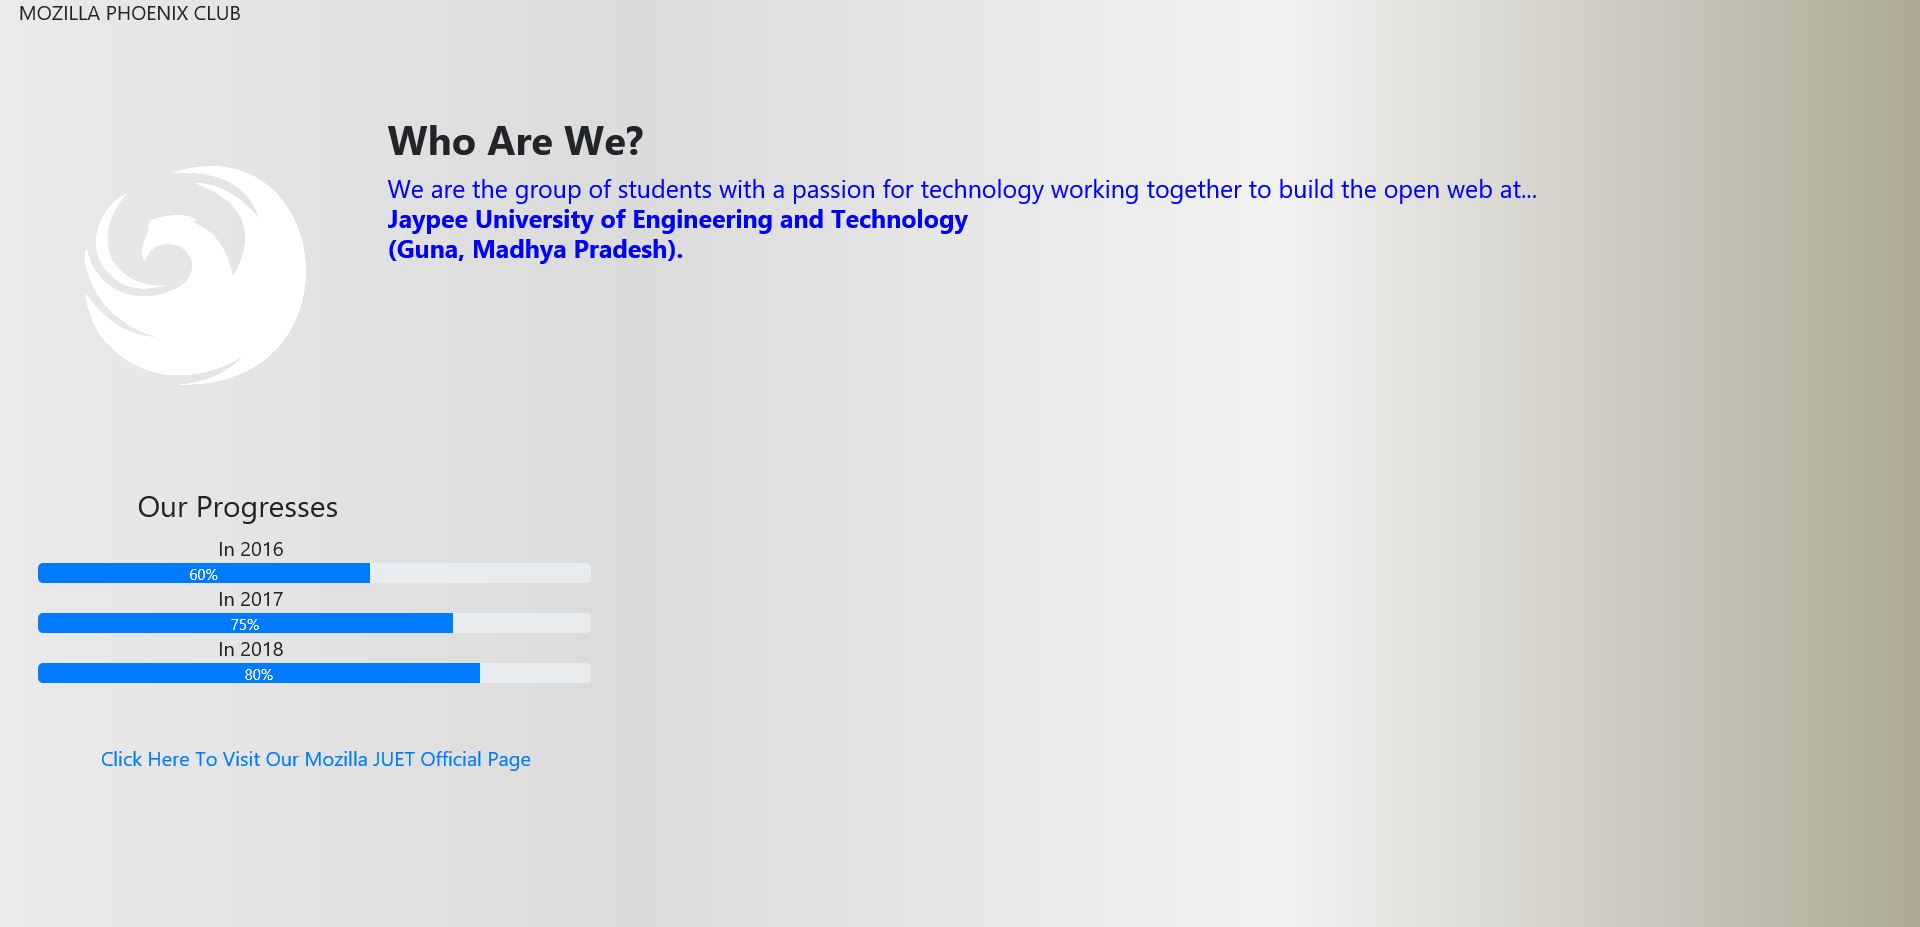 MOZILLA PHOENIX CLUB
Who Are We?
We are the group of students with a passion for technology working together to build the open web at...
Jaypee University of Engineering and Technology
(Guna, Madhya Pradesh).
Our Progresses
In 2016
60%
In 2017
75%
In 2018
80%
Click Here To Visit Our Mozilla JUET Official Page